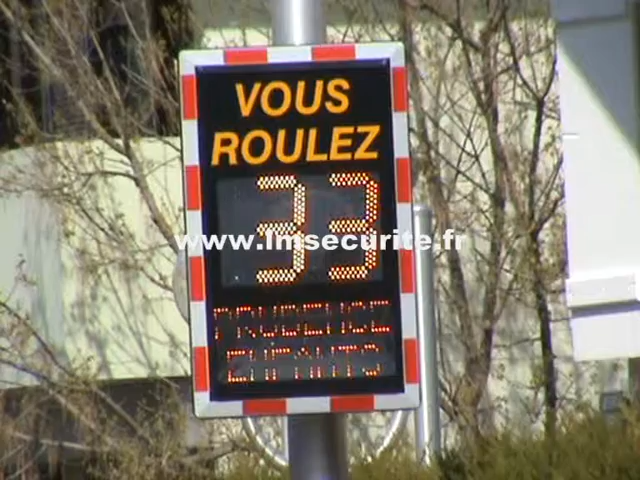 VOUS
ROULEZ
33
www.lmsecurite.fr
PRUDENCE
ENFANTS